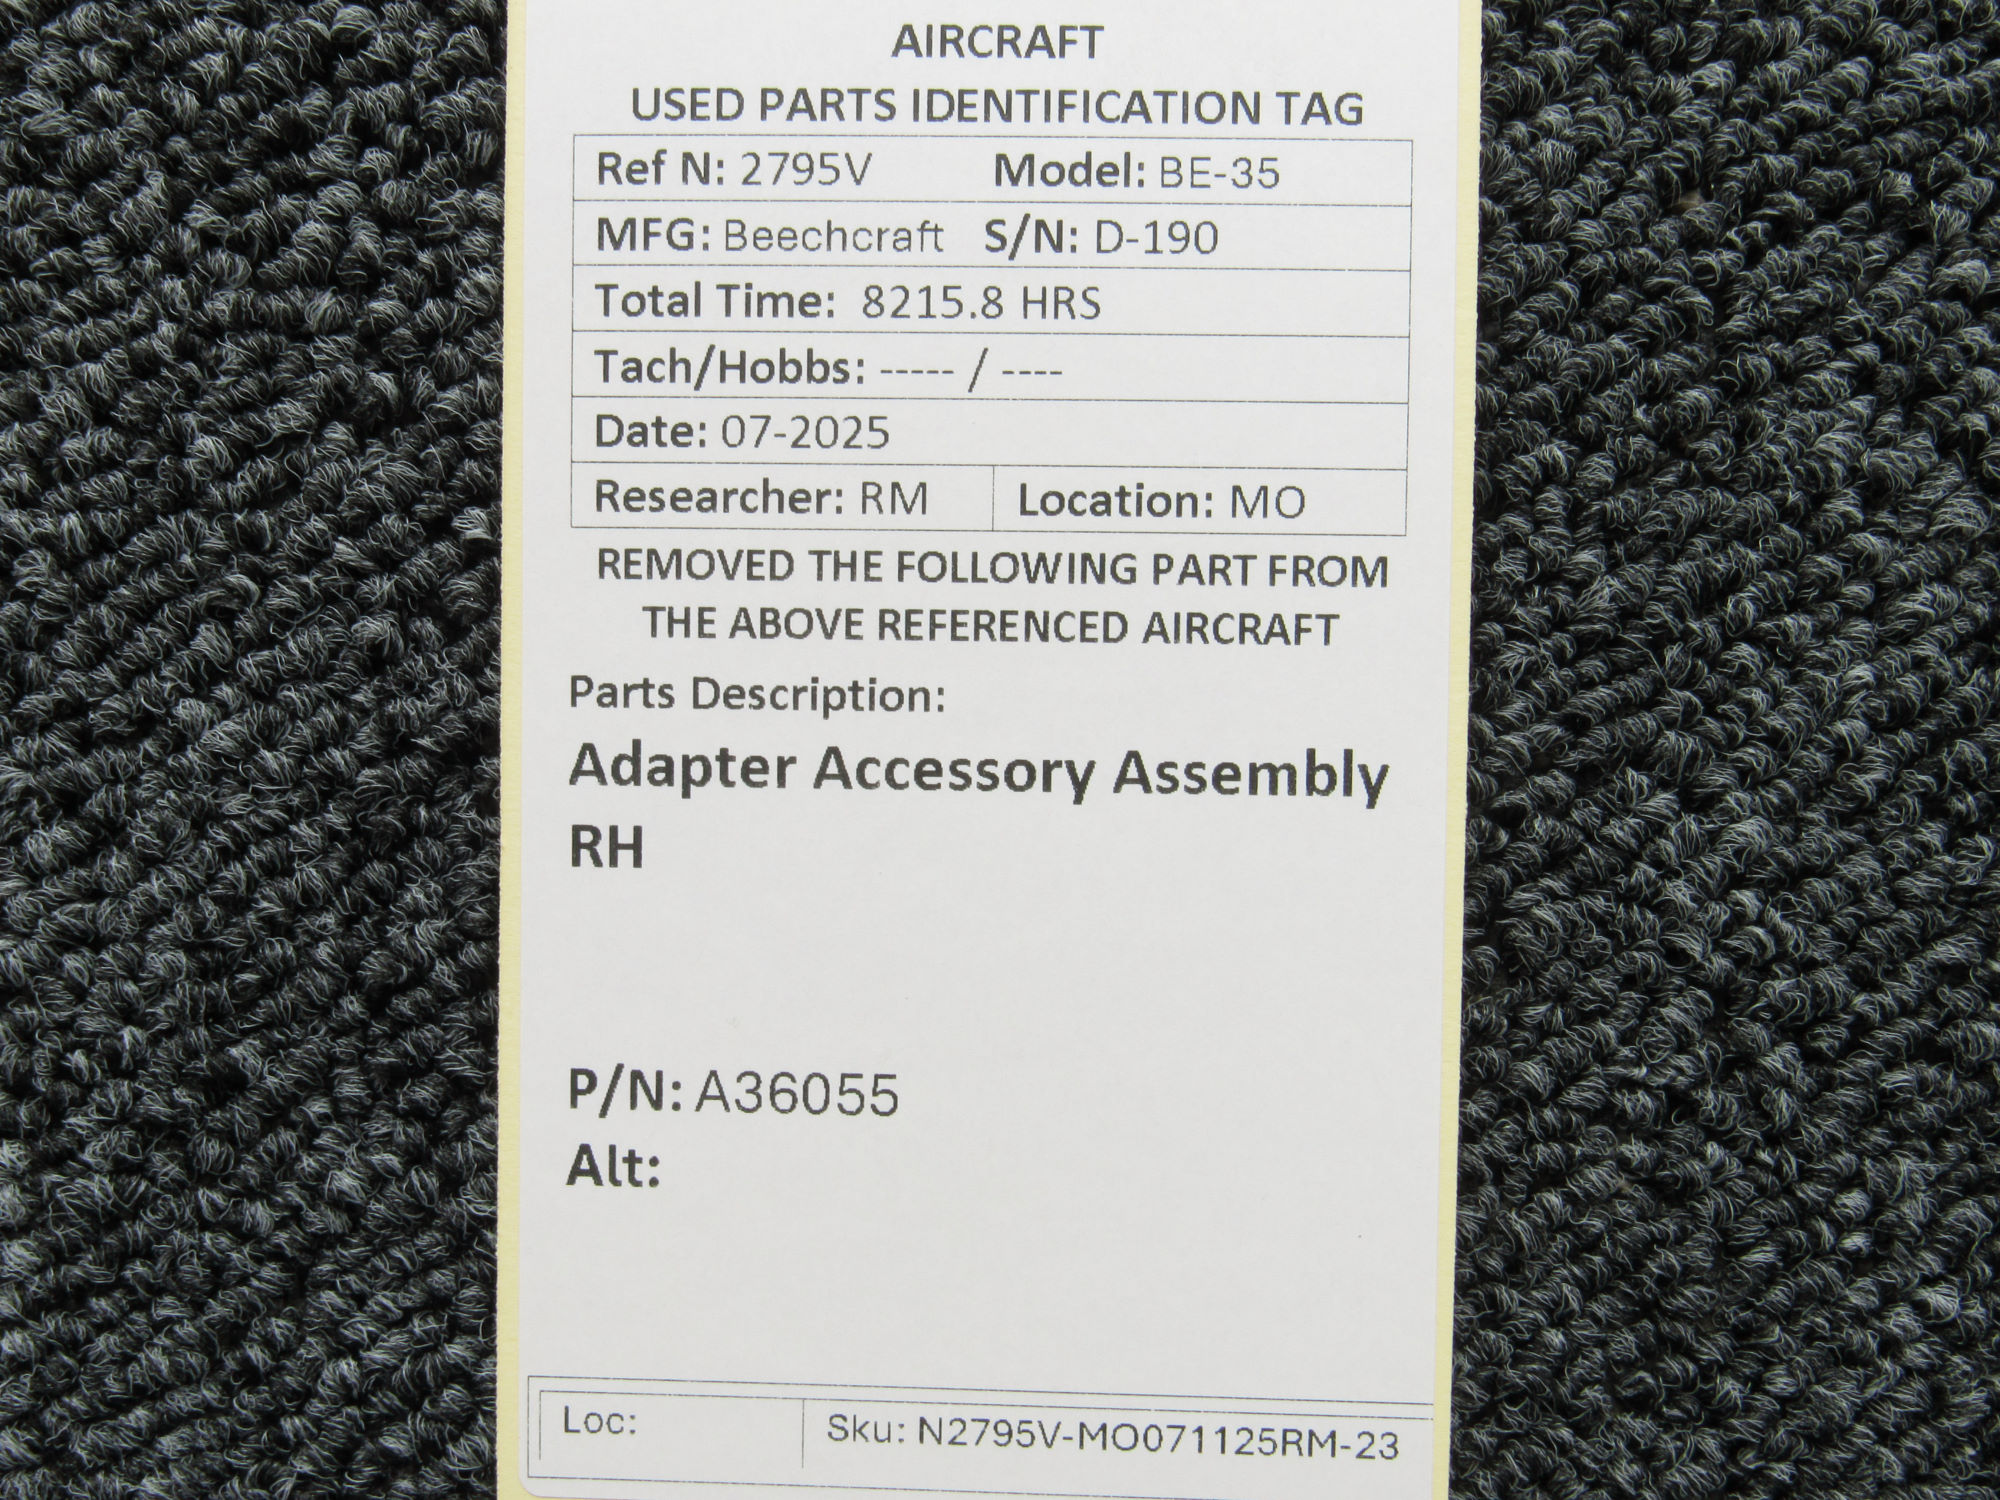 AIRCRAFT
USED PARTS IDENTIFICATION TAG
Ref N: 2795V Model: BE-35
MFG: Beechcraft S/N: D-190
Total Time: 8215.8 HRS
Tach/Hobbs: ----- / ----
Date: 07-2025
Researcher: RM Location: MO
REMOVED THE FOLLOWING PART FROM
THE ABOVE REFERENCED AIRCRAFT
Parts Description:
Adapter Accessory Assembly
RH
P/N: A36055
Alt:
Loc: Sku: N2795V-MO071125RM-23